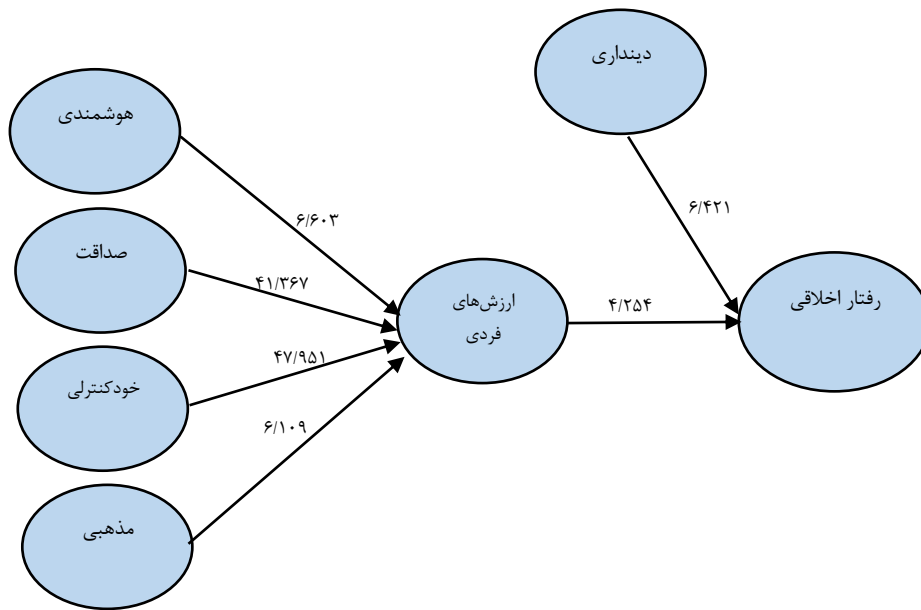 دینداری
هوشمندی
۶/۶۰۳
۶/۴۲۱
صداقت
۴۱/۳۶۷
ارزش‌های
فردی
۴/۲۵۴
رفتار اخلاقی
۴۷/۹۵۱
خودکنترلی
۶/۱۰۹
مذهبی